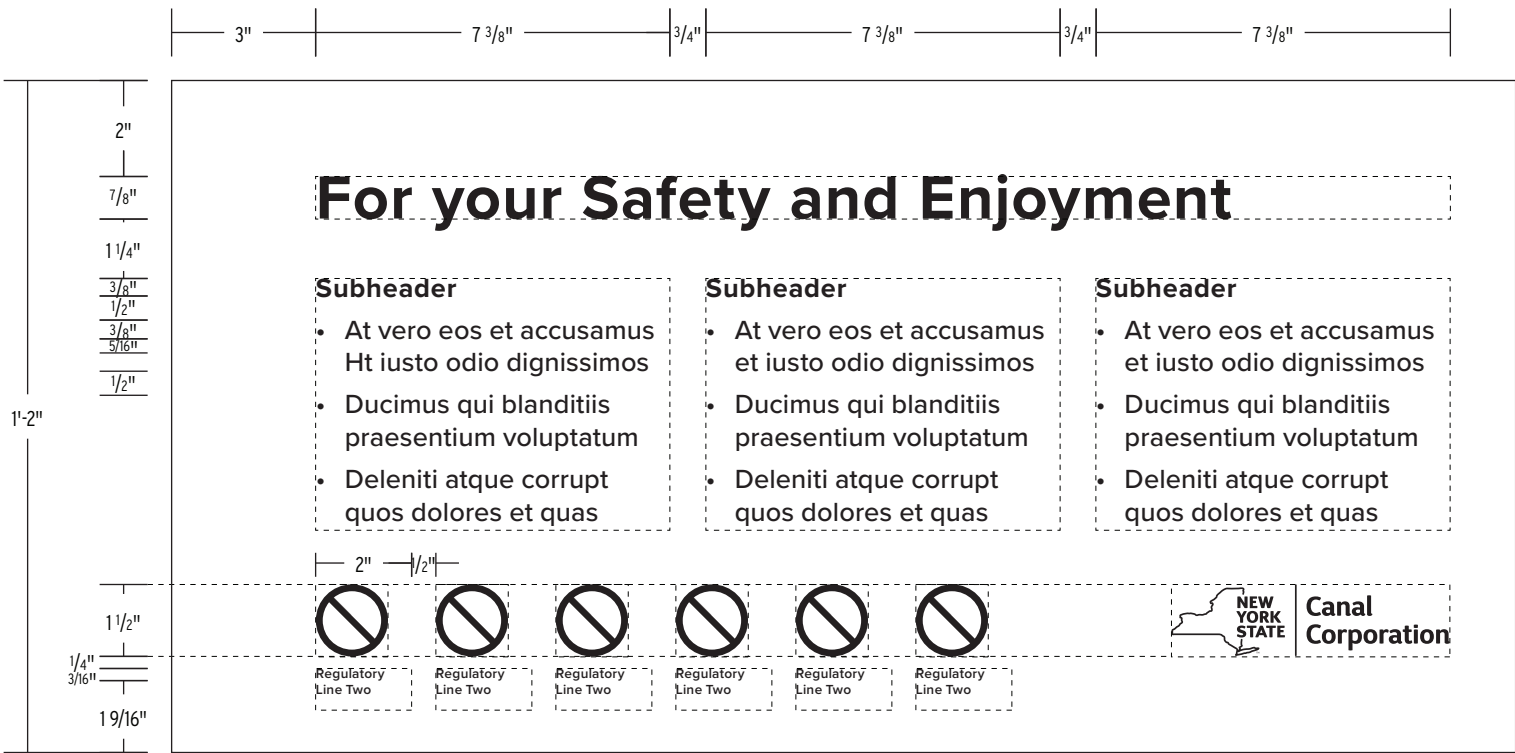 3" 7 3/8" 3/4" 7 3/8" 3/4" 7 3/8"
2"
7/8"
1 1/4"
3/8"
1/2"
3/8"
5/16"
1/2"
1'-2"
For your Safety and Enjoyment
Subheader
• At vero eos et accusamus
Ht iusto odio dignissimos
• Ducimus qui blanditiis
praesentium voluptatum
• Deleniti atque corrupt
quos dolores et quas
Subheader
• At vero eos et accusamus
et iusto odio dignissimos
• Ducimus qui blanditiis
praesentium voluptatum
• Deleniti atque corrupt
quos dolores et quas
Subheader
• At vero eos et accusamus
et iusto odio dignissimos
• Ducimus qui blanditiis
praesentium voluptatum
• Deleniti atque corrupt
quos dolores et quas
2" 1/2"
1 1/2"
1/4"
3/16"
1 9/16"
Regulatory
Line Two
Regulatory
Line Two
Regulatory
Line Two
Regulatory
Line Two
Regulatory
Line Two
Regulatory
Line Two
NEW
YORK
STATE
Canal
Corporation